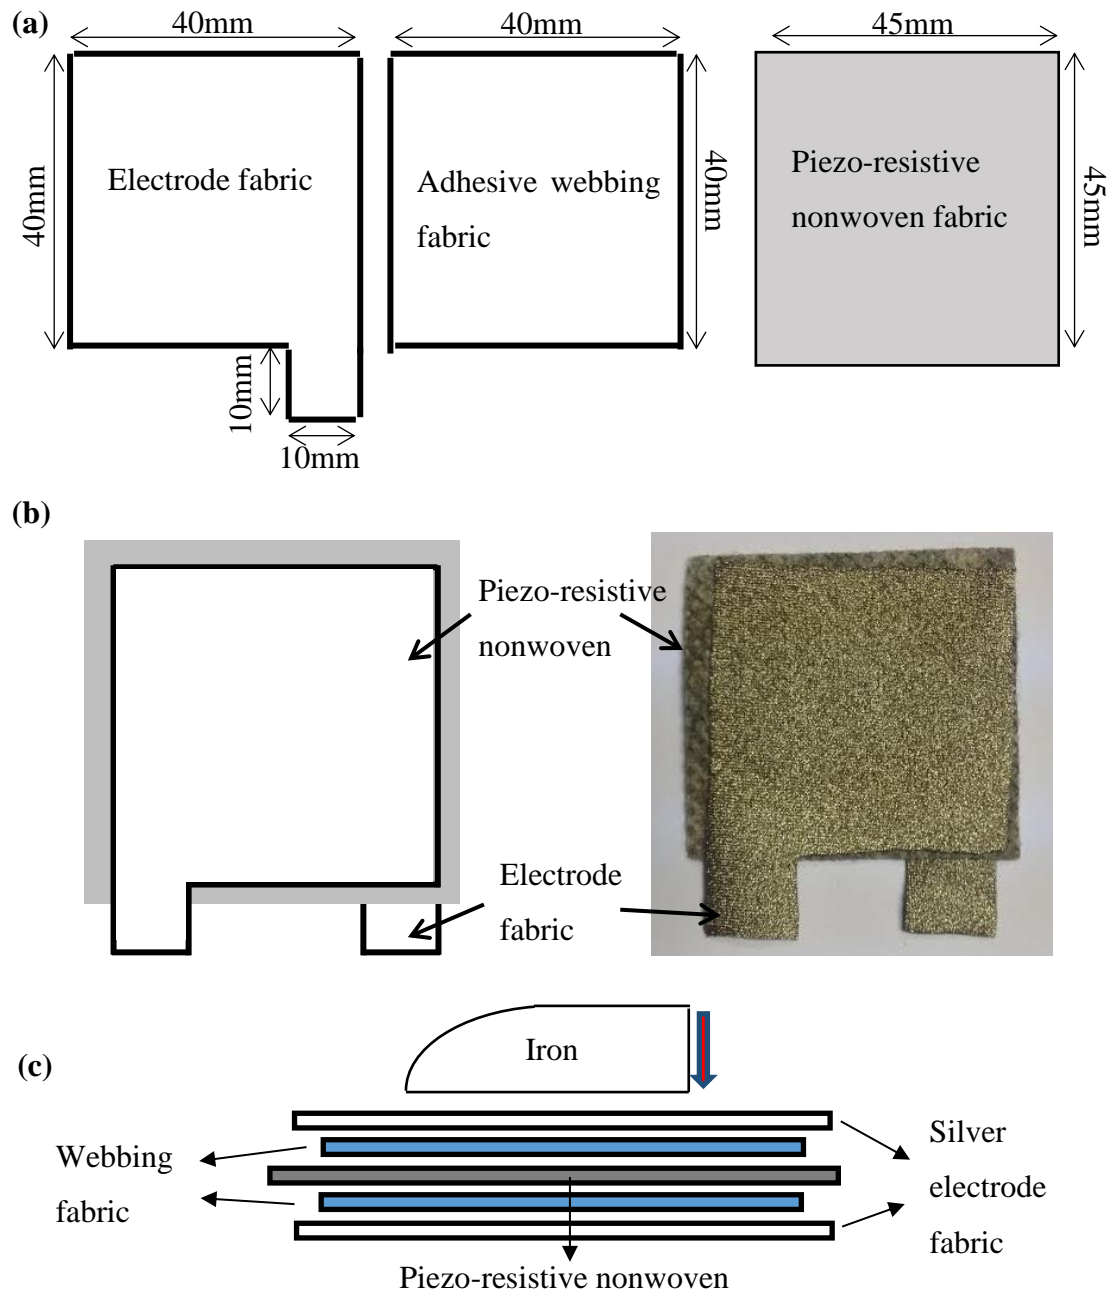 (a)
40mm
40mm
45mm
40mm
Electrode fabric
Adhesive webbing
fabric
40mm
Piezo-resistive
nonwoven fabric
45mm
10mm
10mm
(b)
Piezo-resistive
nonwoven
Electrode
fabric
(c)
Iron
Webbing
fabric
Silver
electrode
fabric
Piezo-resistive nonwoven